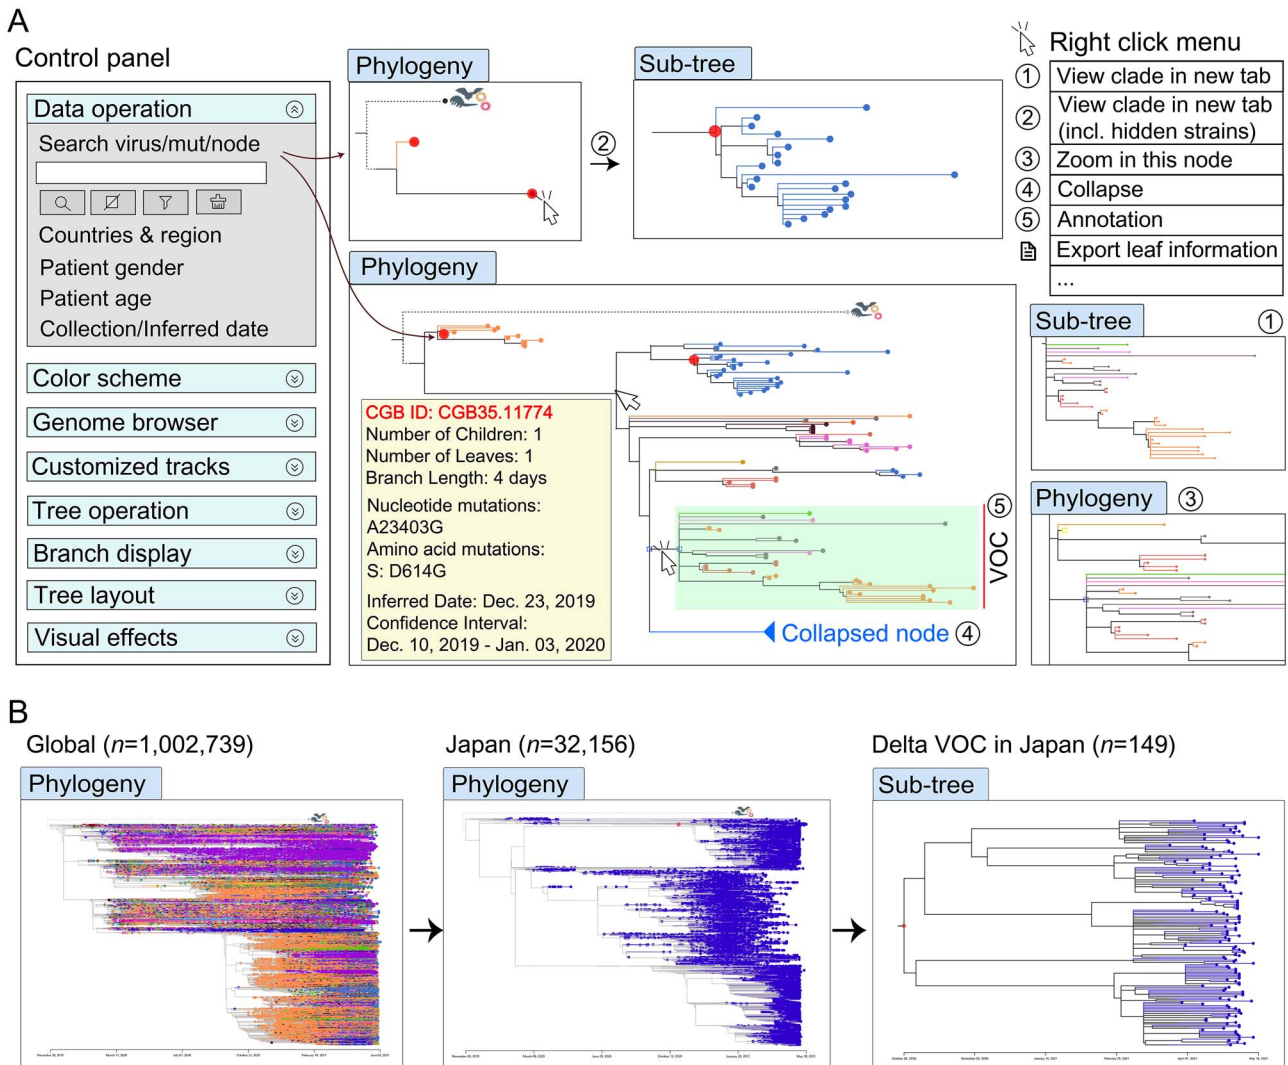 A
Control panel
Data operation
Search virus/mut/node
Countries & region
Patient gender
Patient age
Collection/Inferred date
Color scheme
Genome browser
Customized tracks
Tree operation
Branch display
Tree layout
Visual effects
Phylogeny
②
Sub-tree
Right click menu
① View clade in new tab
② View clade in new tab
(incl. hidden strains)
③ Zoom in this node
④ Collapse
⑤ Annotation
Export leaf information
...
Phylogeny
CGB ID: CGB35.11774
Number of Children: 1
Number of Leaves: 1
Branch Length: 4 days
Nucleotide mutations:
A23403G
Amino acid mutations:
S: D614G
Inferred Date: Dec. 23, 2019
Confidence Interval:
Dec. 10, 2019 - Jan. 03, 2020
⑤
VOC
Collapsed node ④
Sub-tree ①
Phylogeny ③
B
Global (n=1,002,739)
Phylogeny
Japan (n=32,156)
Phylogeny
Delta VOC in Japan (n=149)
Sub-tree